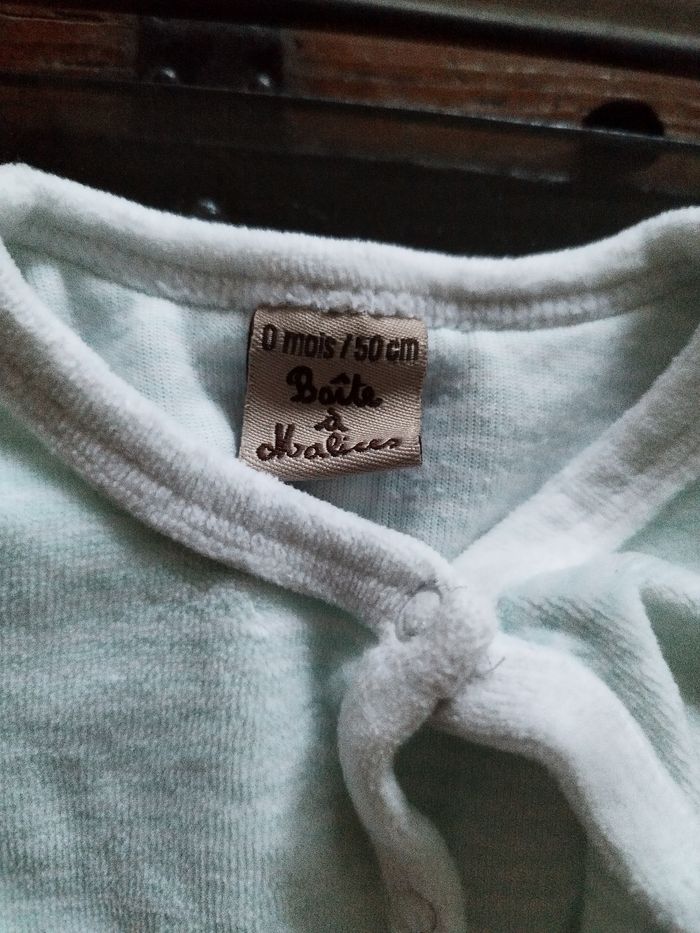 0 mois / 50 cm
Boîte
à
Malices